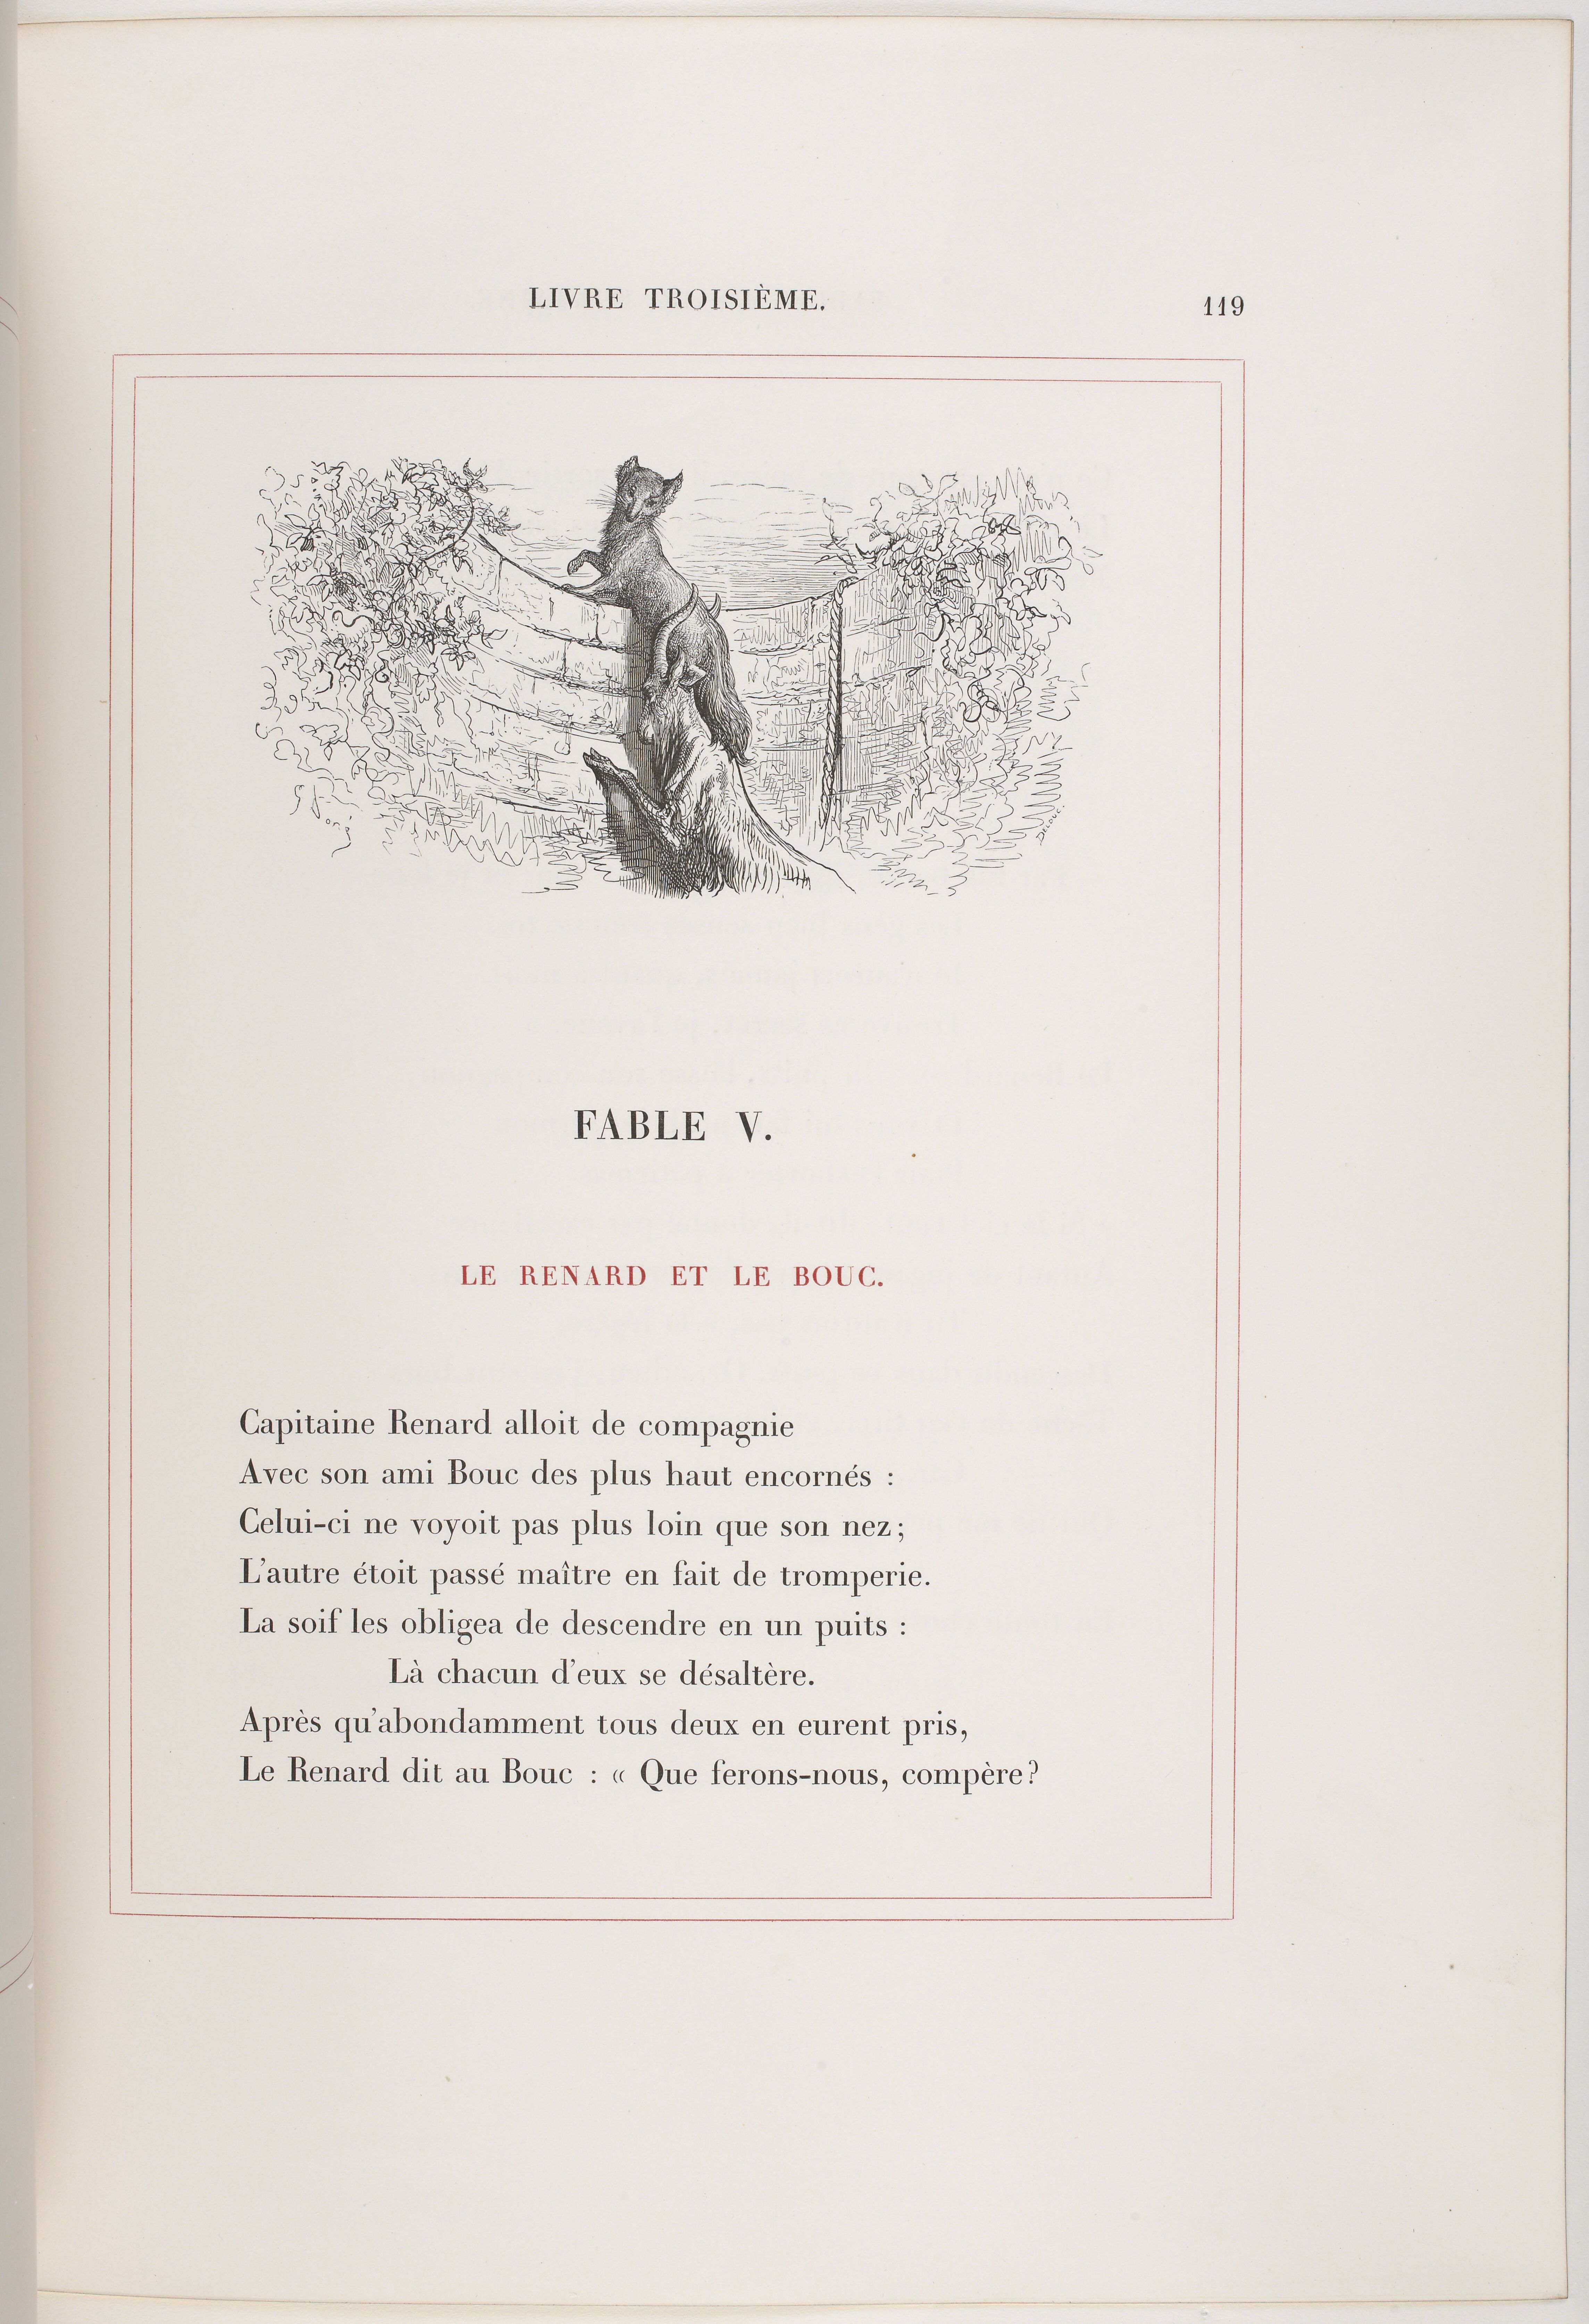 LIVRE TROISIÈME.
119
DELDUC.
FABLE V.
LE RENARD ET LE BOUC.
Capitaine Renard alloit de compagnie
Avec son ami Bouc des plus haut encornés :
Celui-ci ne voyoit pas plus loin que son nez ;
L'autre étoit passé maître en fait de tromperie.
La soif les obligea de descendre en un puits :
Là chacun d'eux se désaltère.
Après qu'abondamment tous deux en eurent pris,
Le Renard dit au Bouc : « Que ferons-nous, compère ?